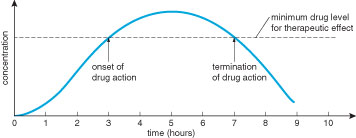 minimum drug level
for therapeutic effect
concentration
onset of
drug action
termination
of drug action
0 1 2 3 4 5 6 7 8 9 10
time (hours)